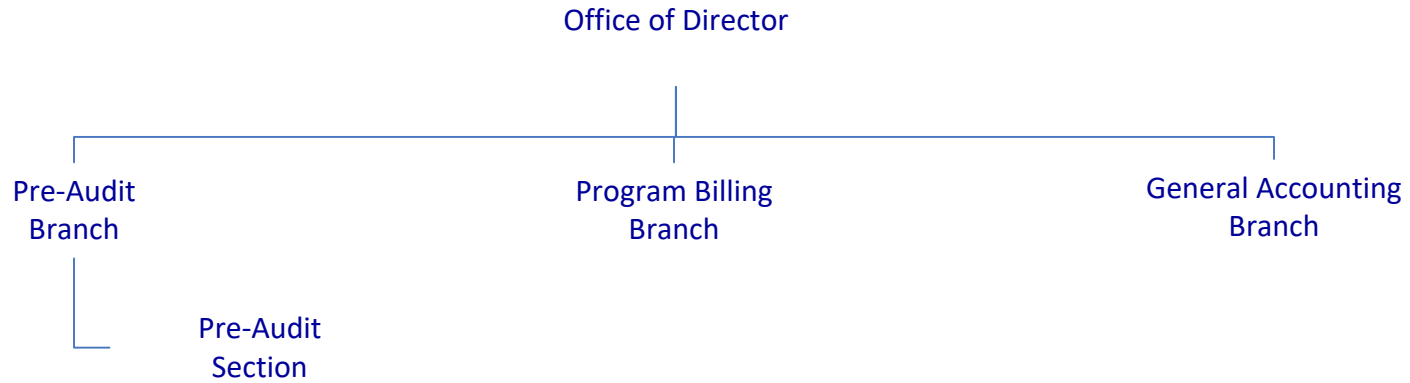 Office of Director
Pre-Audit
Branch
Program Billing
Branch
General Accounting
Branch
Pre-Audit
Section